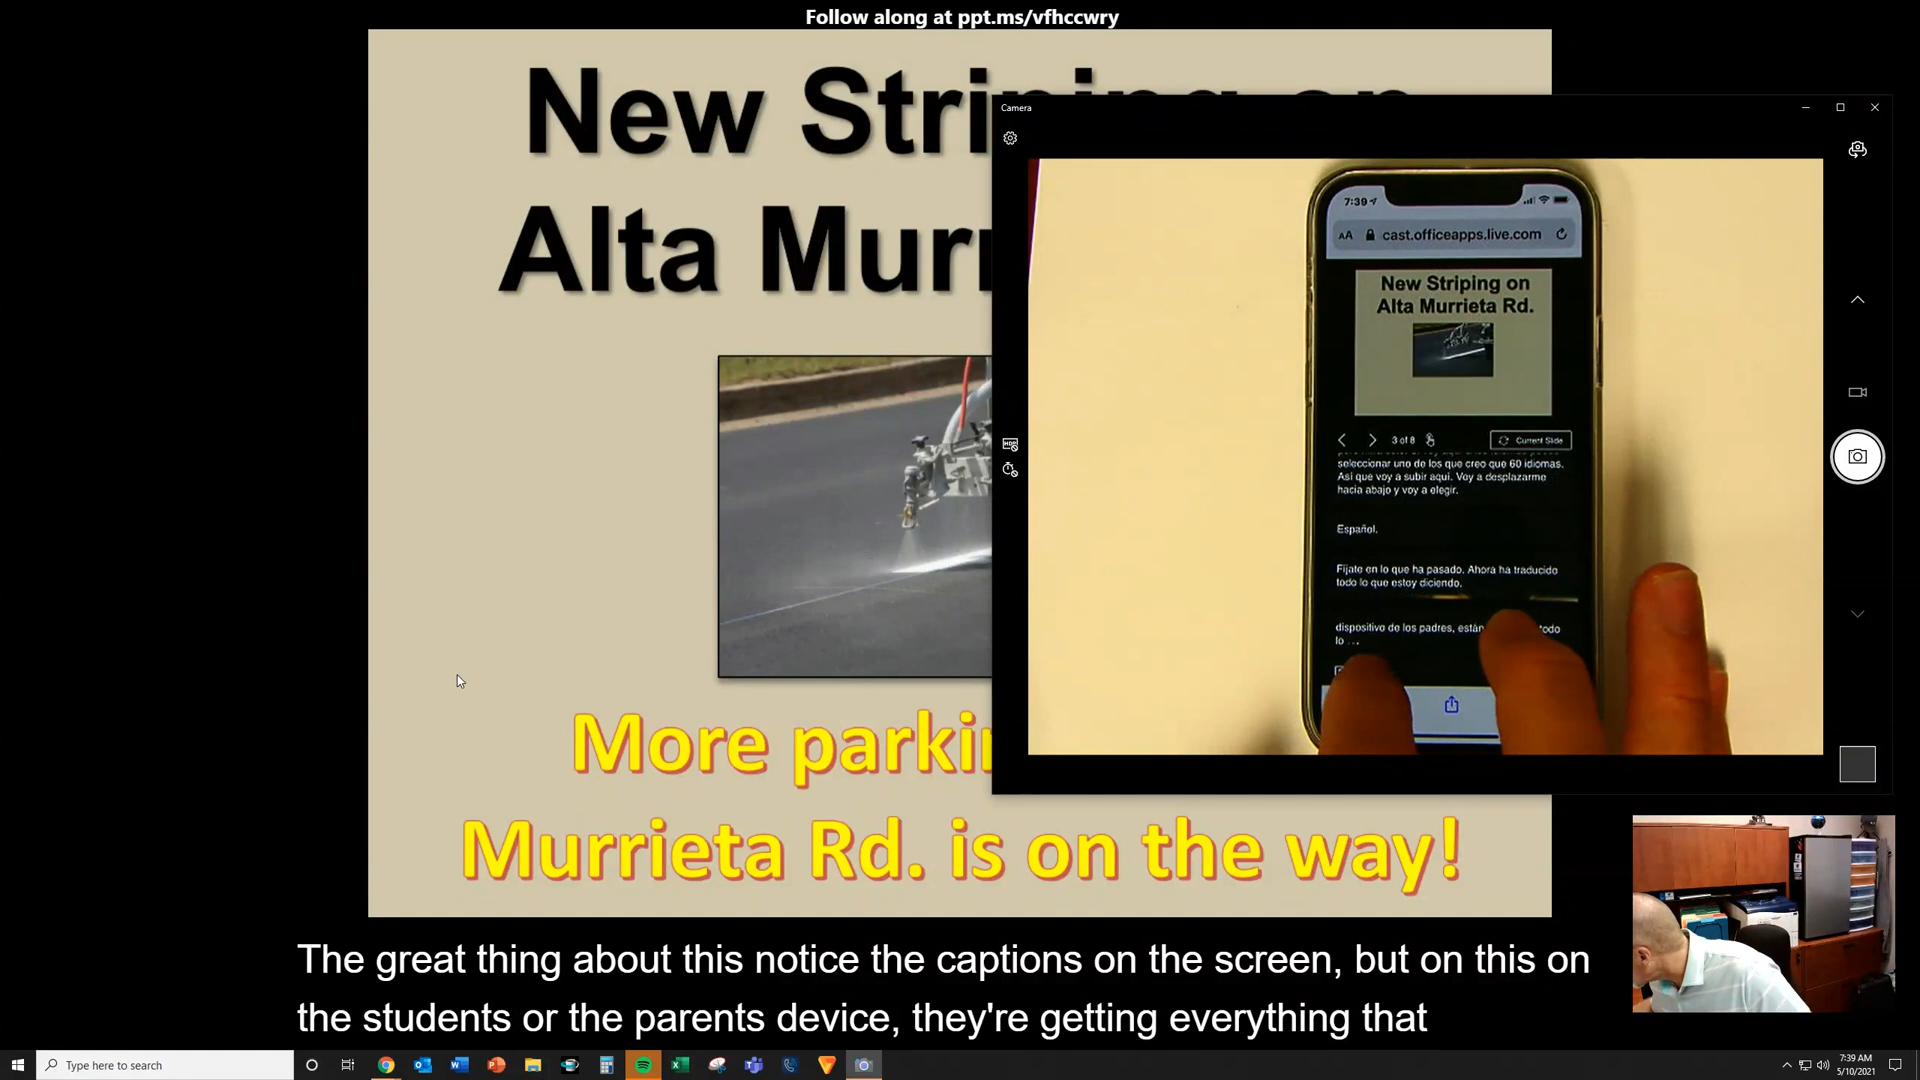 Follow along at ppt.ms/vfhccwry
New Striping on
Alta Murr
More parkin
Murrieta Rd. is on the way!
Camera
7:39
AA cast.officeapps.live.com
New Striping on
Alta Murrieta Rd.
3 of 8
Current Slide
seleccionar uno de los que creo que 60 idiomas.
Así que voy a subir aquí. Voy a desplazarme
hacia abajo y voy a elegir.
Español.
Fíjate en lo que ha pasado. Ahora ha traducido
todo lo que estoy diciendo.
dispositivo de los padres, están todo
lo ...
The great thing about this notice the captions on the screen, but on this on
the students or the parents device, they're getting everything that
Type here to search
7:39 AM
5/10/2021